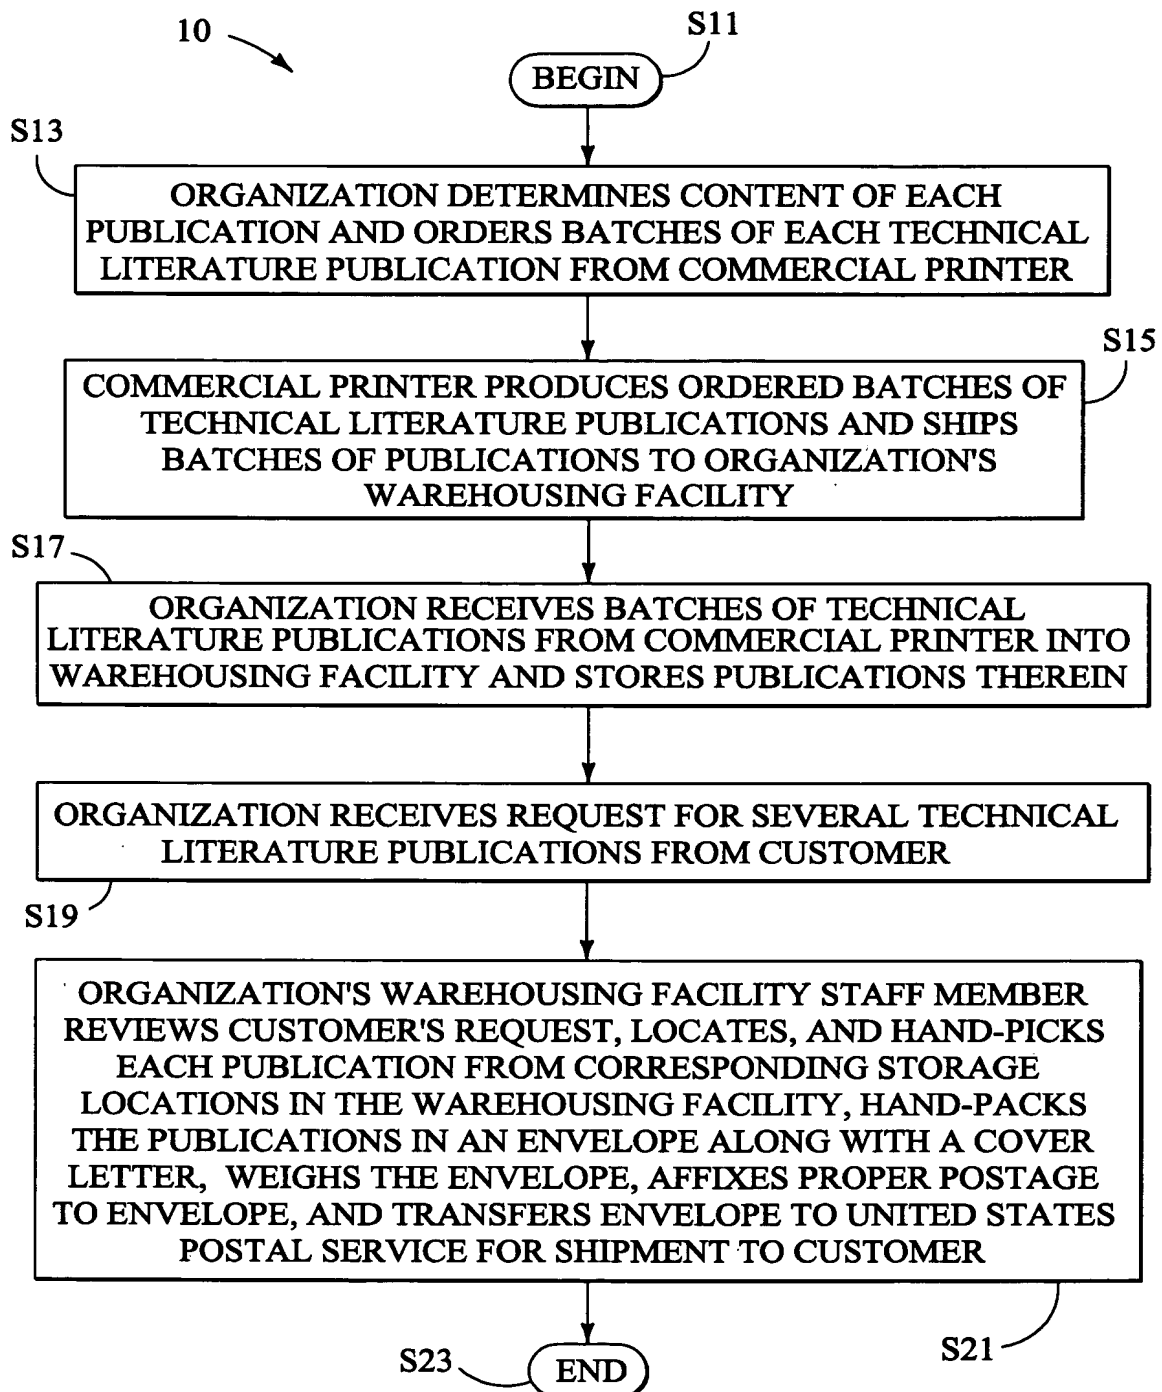 10
S11
BEGIN
S13
ORGANIZATION DETERMINES CONTENT OF EACH
PUBLICATION AND ORDERS BATCHES OF EACH TECHNICAL
LITERATURE PUBLICATION FROM COMMERCIAL PRINTER
S15
COMMERCIAL PRINTER PRODUCES ORDERED BATCHES OF
TECHNICAL LITERATURE PUBLICATIONS AND SHIPS
BATCHES OF PUBLICATIONS TO ORGANIZATION'S
WAREHOUSING FACILITY
S17
ORGANIZATION RECEIVES BATCHES OF TECHNICAL
LITERATURE PUBLICATIONS FROM COMMERCIAL PRINTER INTO
WAREHOUSING FACILITY AND STORES PUBLICATIONS THEREIN
ORGANIZATION RECEIVES REQUEST FOR SEVERAL TECHNICAL
LITERATURE PUBLICATIONS FROM CUSTOMER
S19
ORGANIZATION'S WAREHOUSING FACILITY STAFF MEMBER
REVIEWS CUSTOMER'S REQUEST, LOCATES, AND HAND-PICKS
EACH PUBLICATION FROM CORRESPONDING STORAGE
LOCATIONS IN THE WAREHOUSING FACILITY, HAND-PACKS
THE PUBLICATIONS IN AN ENVELOPE ALONG WITH A COVER
LETTER, WEIGHS THE ENVELOPE, AFFIXES PROPER POSTAGE
TO ENVELOPE, AND TRANSFERS ENVELOPE TO UNITED STATES
POSTAL SERVICE FOR SHIPMENT TO CUSTOMER
S21
S23
END